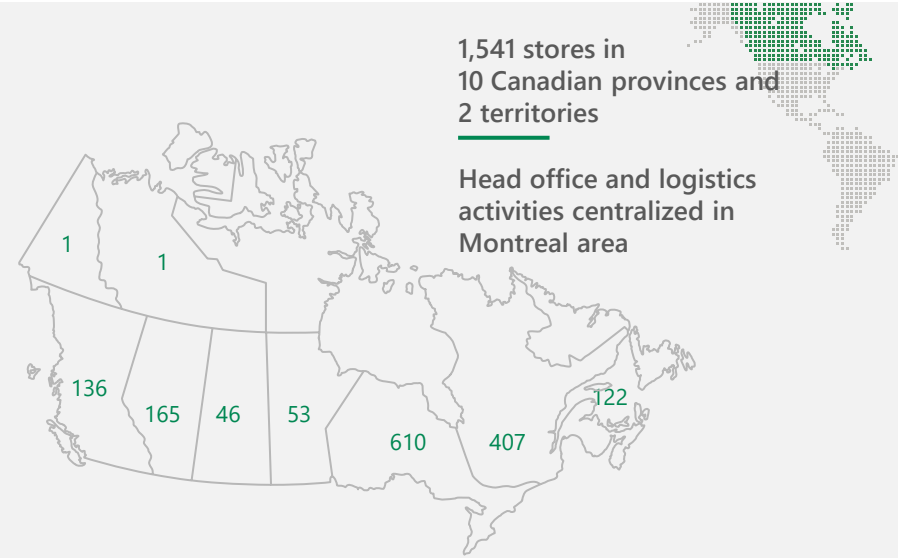 1,541 stores in
10 Canadian provinces and
2 territories
Head office and logistics
activities centralized in
Montreal area
1
1
136
165
46
53
610
407
122